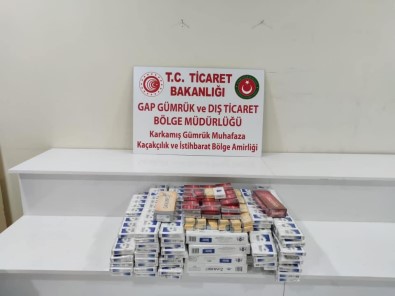 T.C. TİCARET
BAKANLIĞI
GAP GÜMRÜK ve DIŞ TİCARET
BÖLGE MÜDÜRLÜĞÜ
Karkamış Gümrük Muhafaza
Kaçakçılık ve İstihbarat Bölge Amirliği